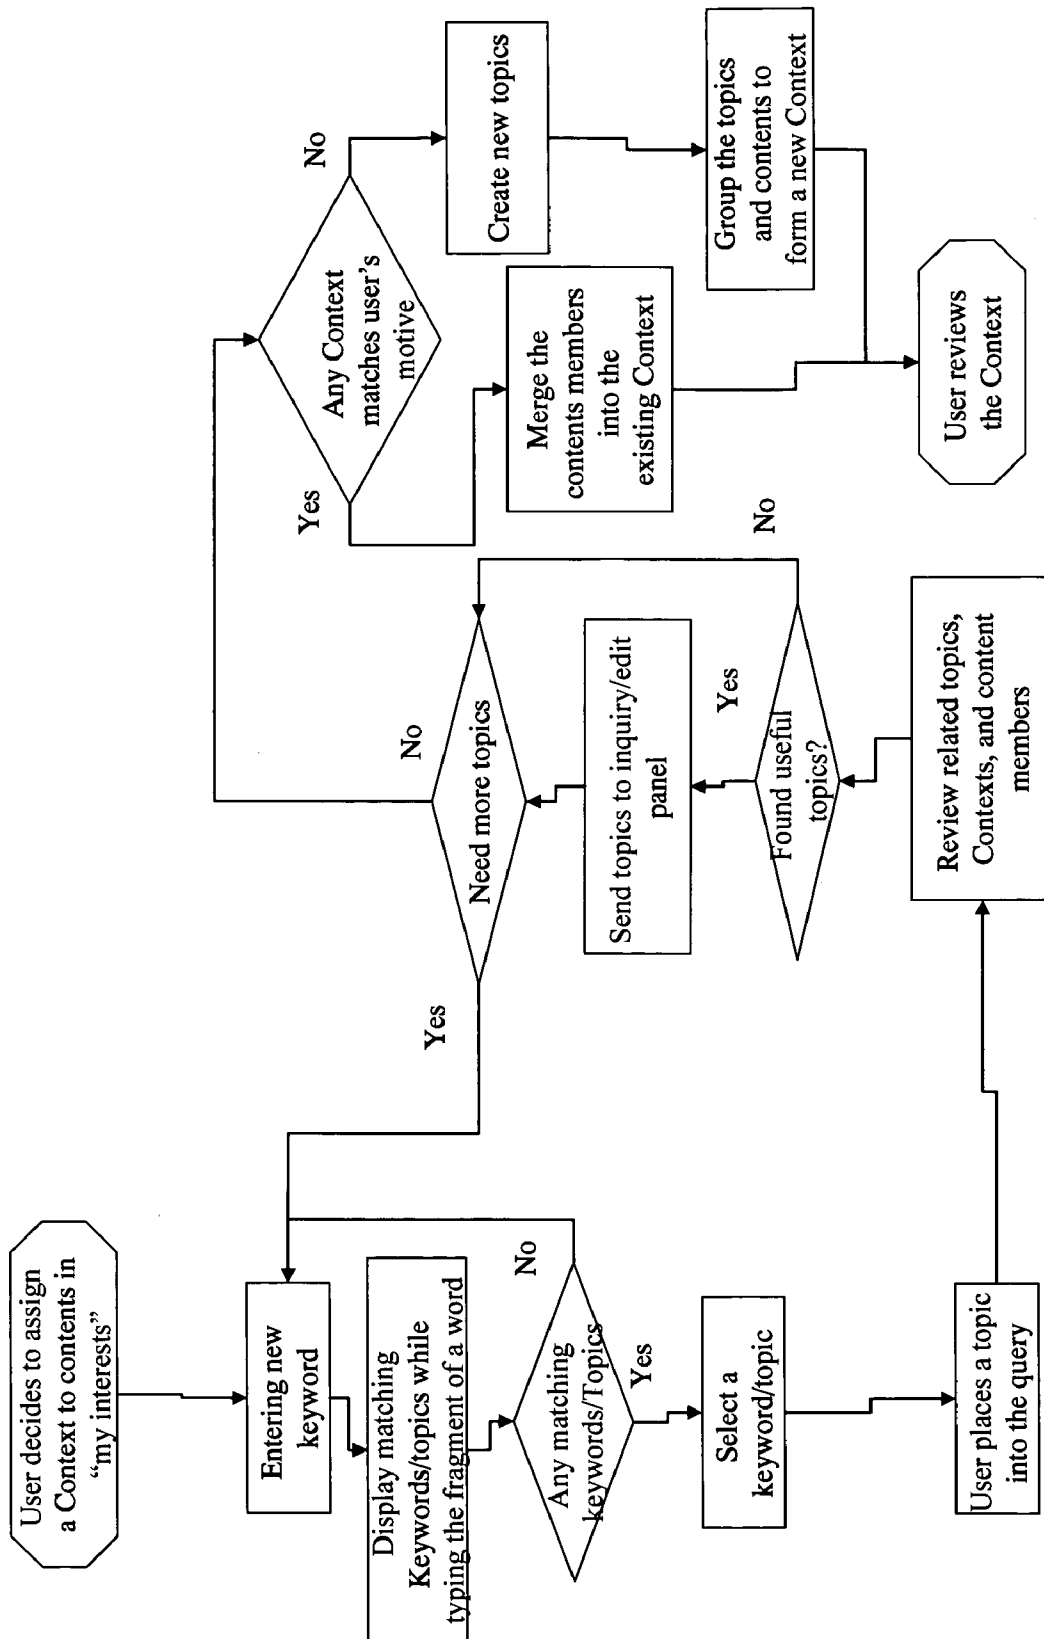 User decides to assign
a Context to contents in
“my interests”
Entering new
keyword
Display matching
Keywords/topics while
typing the fragment of a word
Any matching
keywords/Topics
No
Yes
Select a
keyword/topic
User places a topic
into the query
Review related topics,
Contexts, and content
members
Found useful
topics?
Yes
No
Send topics to inquiry/edit
panel
Need more topics
Yes
No
Any Context
matches user's
motive
Yes
No
Merge the
contents members
into the
existing Context
Create new topics
Group the topics
and contents to
form a new Context
User reviews
the Context